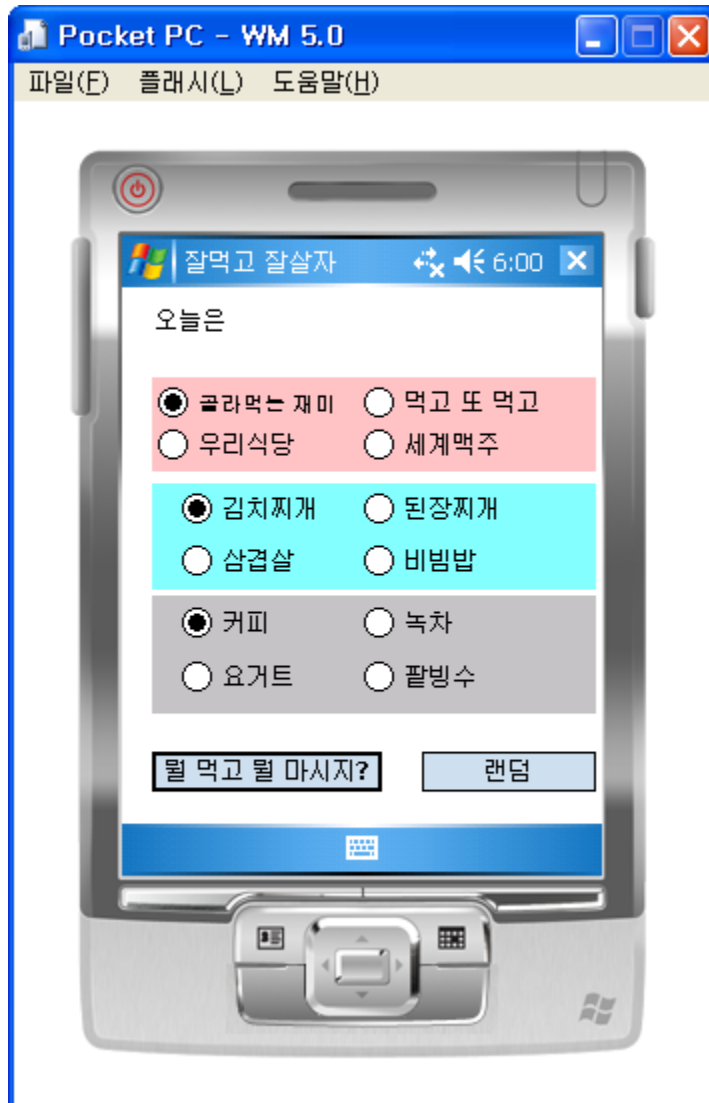 Pocket PC - WM 5.0
파일(F) 플래시(L) 도움말(H)
잘먹고 잘살자 6:00
오늘은
골라먹는 재미 먹고 또 먹고
우리식당 세계맥주
김치찌개 된장찌개
삼겹살 비빔밥
커피 녹차
요거트 팥빙수
뭘 먹고 뭘 마시지? 랜덤